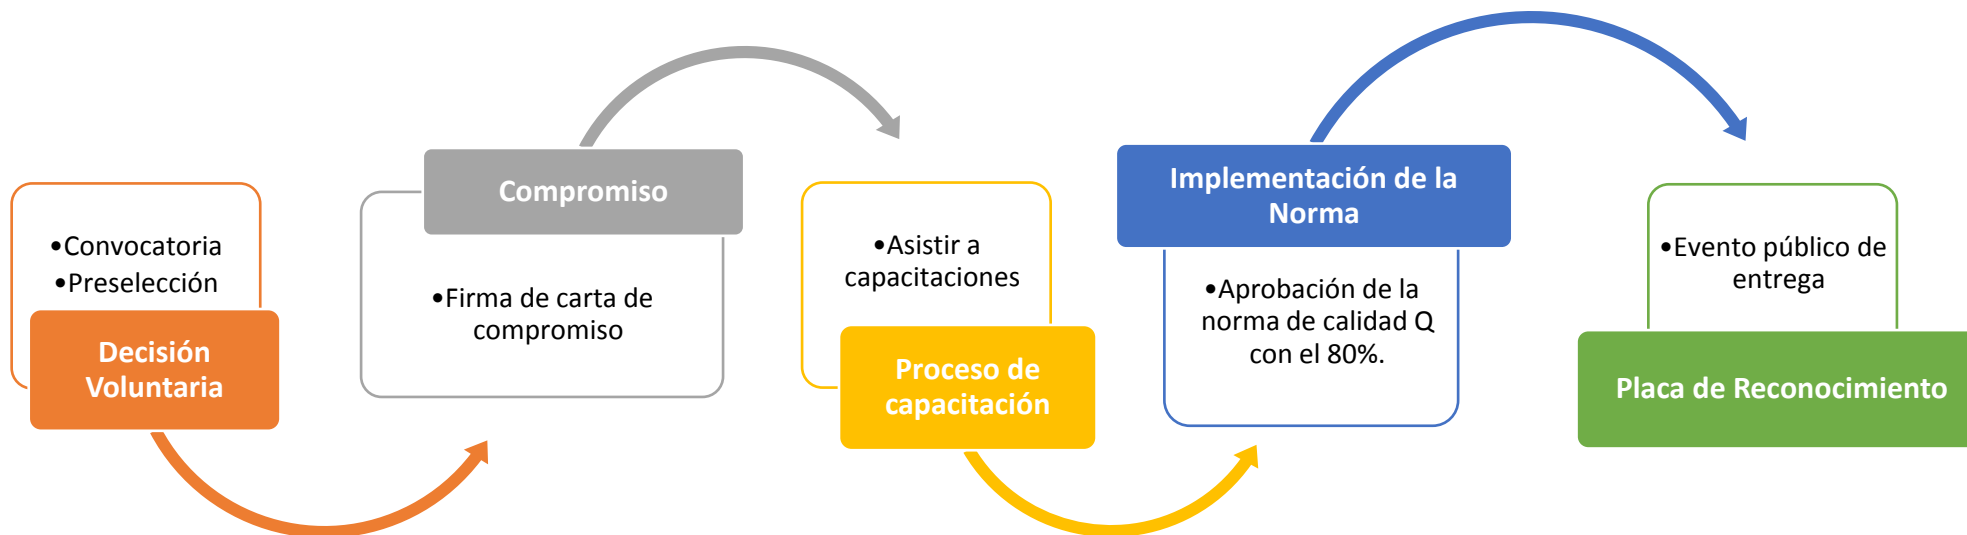 •Convocatoria
•Preselección
Decisión
Voluntaria
Compromiso
•Firma de carta de
compromiso
•Asistir a
capacitaciones
Proceso de
capacitación
Implementación de la
Norma
•Aprobación de la
norma de calidad Q
con el 80%.
•Evento público de
entrega
Placa de Reconocimiento